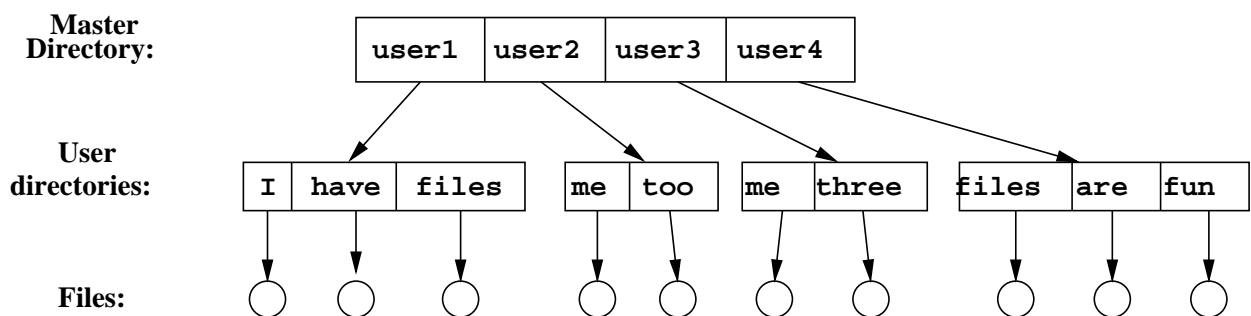 Master
Directory:
user1 user2 user3 user4
User
directories:
I have files me too me three files are fun
Files: